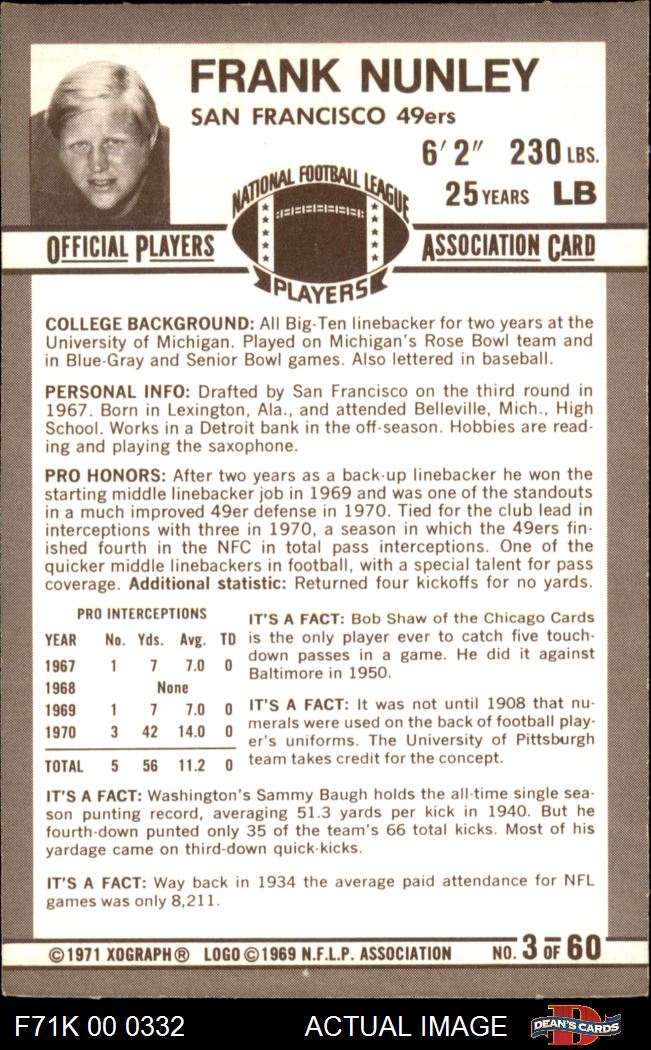 FRANK NUNLEY
SAN FRANCISCO 49ers
6' 2" 230 LBS.
25 YEARS LB
NATIONAL FOOTBALL LEAGUE
OFFICIAL PLAYERS ASSOCIATION CARD
PLAYERS
COLLEGE BACKGROUND: All Big-Ten linebacker for two years at the
University of Michigan. Played on Michigan's Rose Bowl team and
in Blue-Gray and Senior Bowl games. Also lettered in baseball.
PERSONAL INFO: Drafted by San Francisco on the third round in
1967. Born in Lexington, Ala., and attended Belleville, Mich., High
School. Works in a Detroit bank in the off-season. Hobbies are read-
ing and playing the saxophone.
PRO HONORS: After two years as a back-up linebacker he won the
starting middle linebacker job in 1969 and was one of the standouts
in a much improved 49er defense in 1970. Tied for the club lead in
interceptions with three in 1970, a season in which the 49ers fin-
ished fourth in the NFC in total pass interceptions. One of the
quicker middle linebackers in football, with a special talent for pass
coverage. Additional statistic: Returned four kickoffs for no yards.
PRO INTERCEPTIONS
YEAR No. Yds. Avg. TD
1967 1 7 7.0 0
1968 None
1969 1 7 7.0 0
1970 3 42 14.0 0
TOTAL 5 56 11.2 0
IT'S A FACT: Bob Shaw of the Chicago Cards
is the only player ever to catch five touch-
down passes in a game. He did it against
Baltimore in 1950.
IT'S A FACT: It was not until 1908 that nu-
merals were used on the back of football play-
er's uniforms. The University of Pittsburgh
team takes credit for the concept.
IT'S A FACT: Washington's Sammy Baugh holds the all-time single sea-
son punting record, averaging 51.3 yards per kick in 1940. But he
fourth-down punted only 35 of the team's 66 total kicks. Most of his
yardage came on third-down quick-kicks.
IT'S A FACT: Way back in 1934 the average paid attendance for NFL
games was only 8,211.
©1971 XOGRAPH® LOGO ©1969 N.F.L.P. ASSOCIATION NO. 3 OF 60
F71K 00 0332 ACTUAL IMAGE DEAN'S CARDS